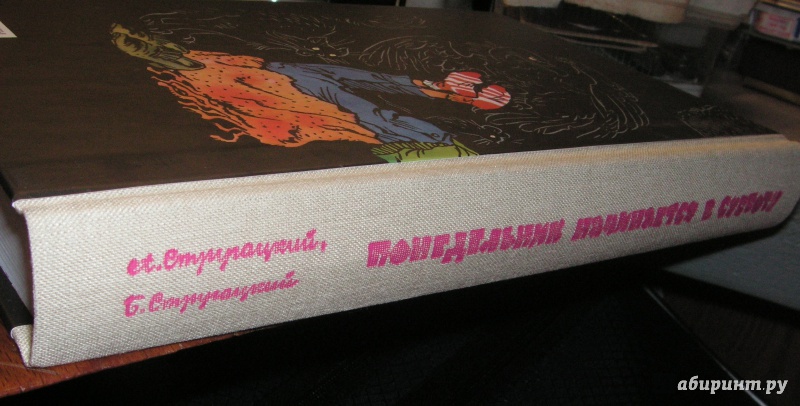 А. Стругацкий,
Б. Стругацкий
ПОНЕДЕЛЬНИК НАЧИНАЕТСЯ В СУББОТУ
абиринт.ру